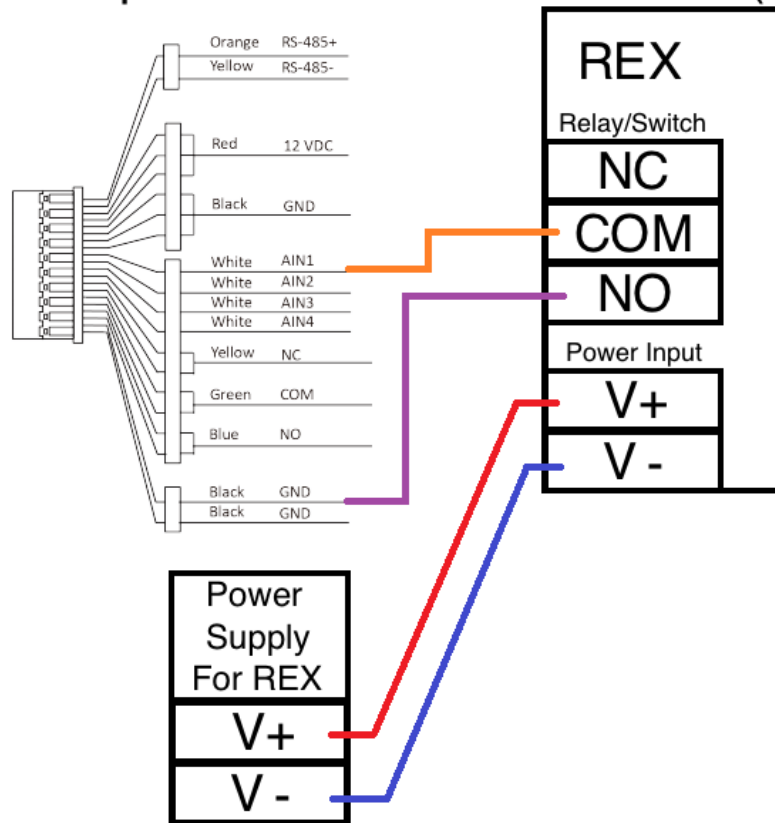 Orange RS-485+
Yellow RS-485-
Red 12 VDC
Black GND
White AIN1
White AIN2
White AIN3
White AIN4
Yellow NC
Green COM
Blue NO
Black GND
Black GND
REX
Relay/Switch
NC
COM
NO
Power Input
V+
V -
Power
Supply
For REX
V+
V -